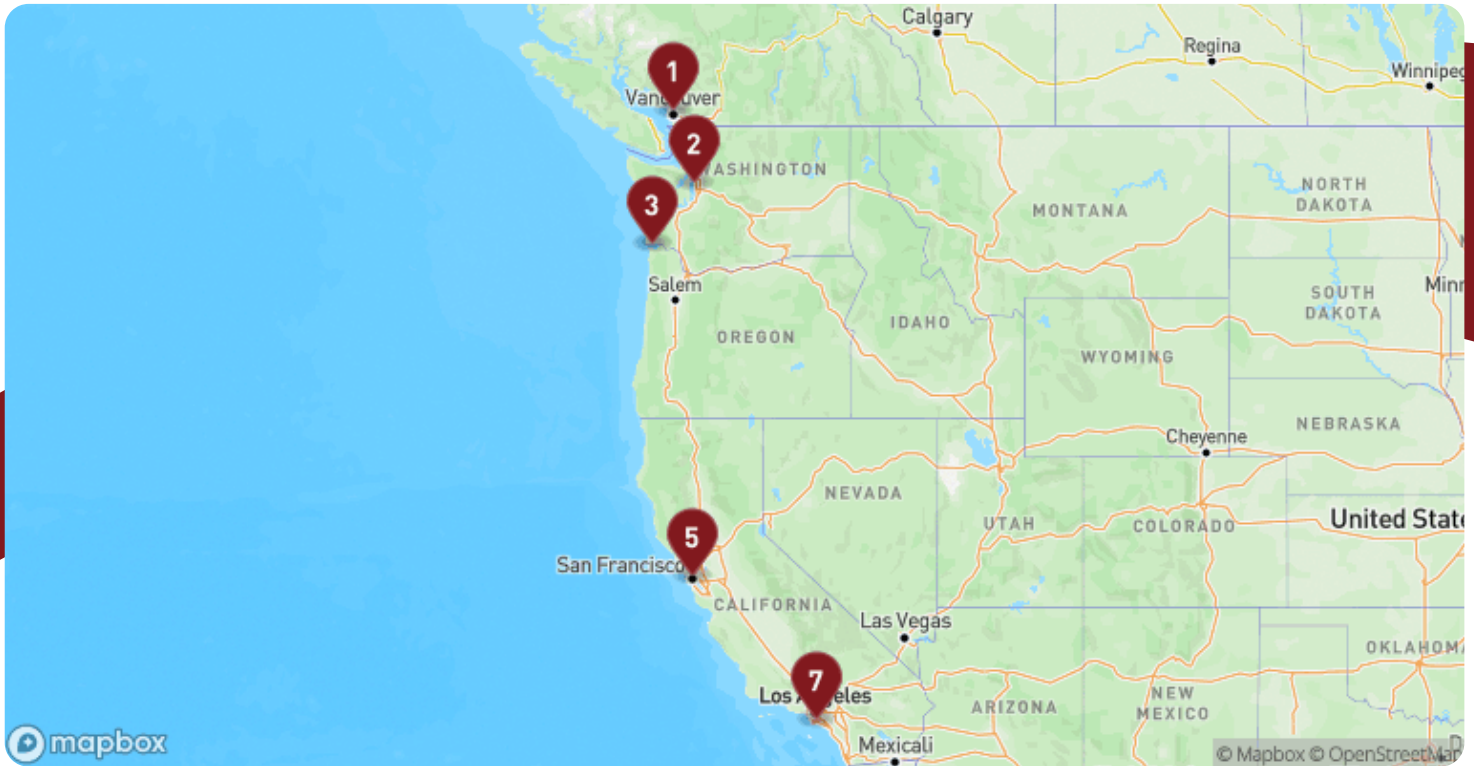 Calgary
Regina
Winnipeg
1
Vancouver
2
WASHINGTON
3
NORTH
DAKOTA
MONTANA
Salem
SOUTH
DAKOTA
Minn
OREGON
IDAHO
WYOMING
NEBRASKA
Cheyenne
NEVADA
5
San Francisco
UTAH
COLORADO
United State
CALIFORNIA
Las Vegas
OKLAHOM
7
Los Angeles
ARIZONA
NEW
MEXICO
Mexicali
mapbox
© Mapbox © OpenStreetMap